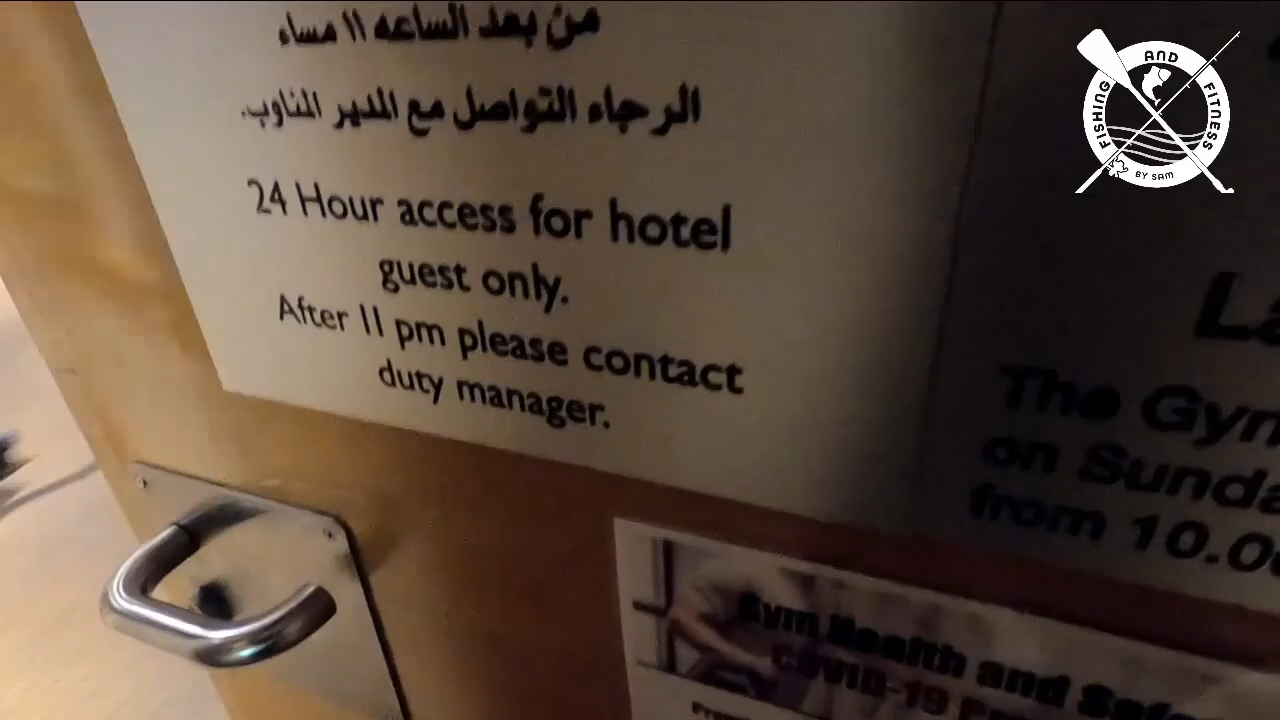 من بعد الساعه ١١ مساء
الرجاء التواصل مع المدير المناوب.
24 Hour access for hotel
guest only.
After 11 pm please contact
duty manager.
The Gym
on Sunda
from 10.0
Gym Health and Safe
COVID-19
FISHING AND FITNESS
BY SAM